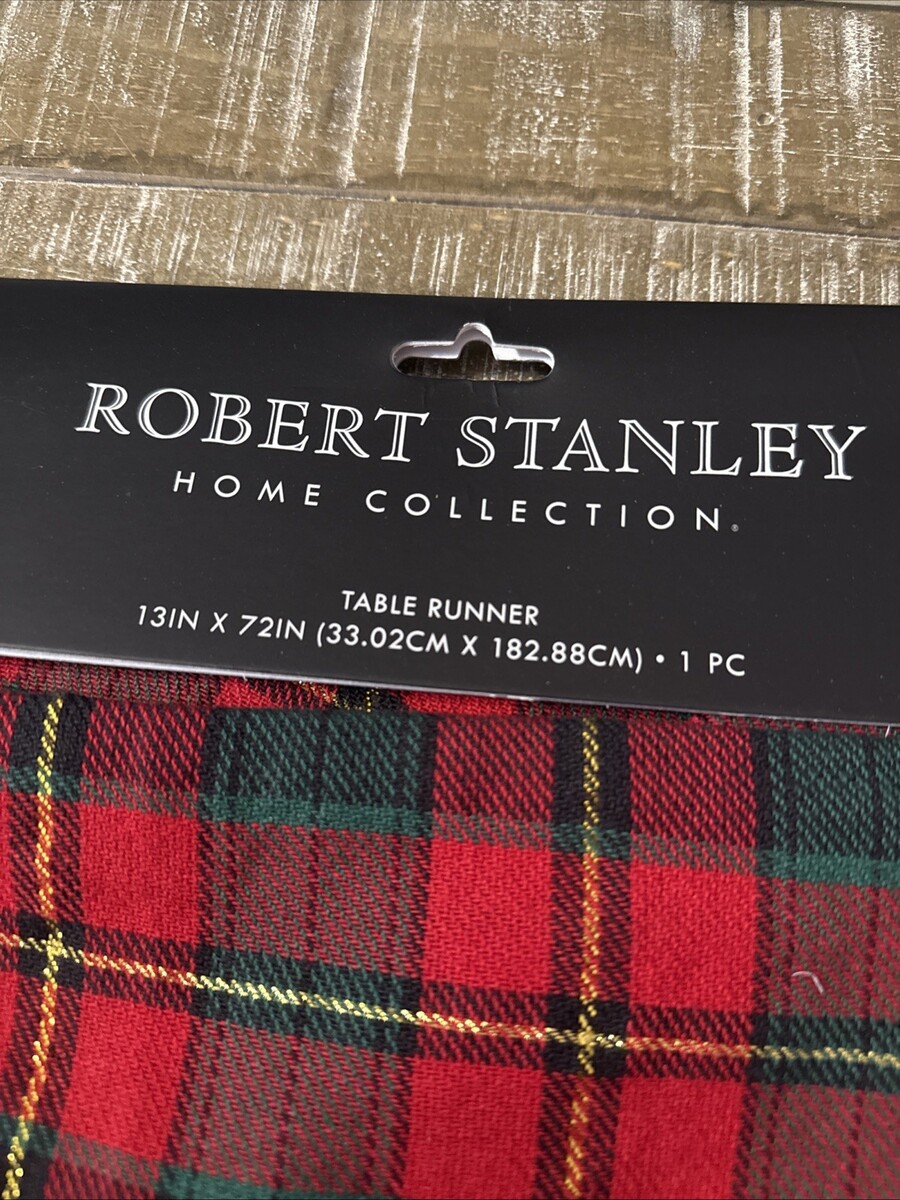 ROBERT STANLEY
HOME COLLECTION®
TABLE RUNNER
13IN X 72IN (33.02CM X 182.88CM) • 1 PC